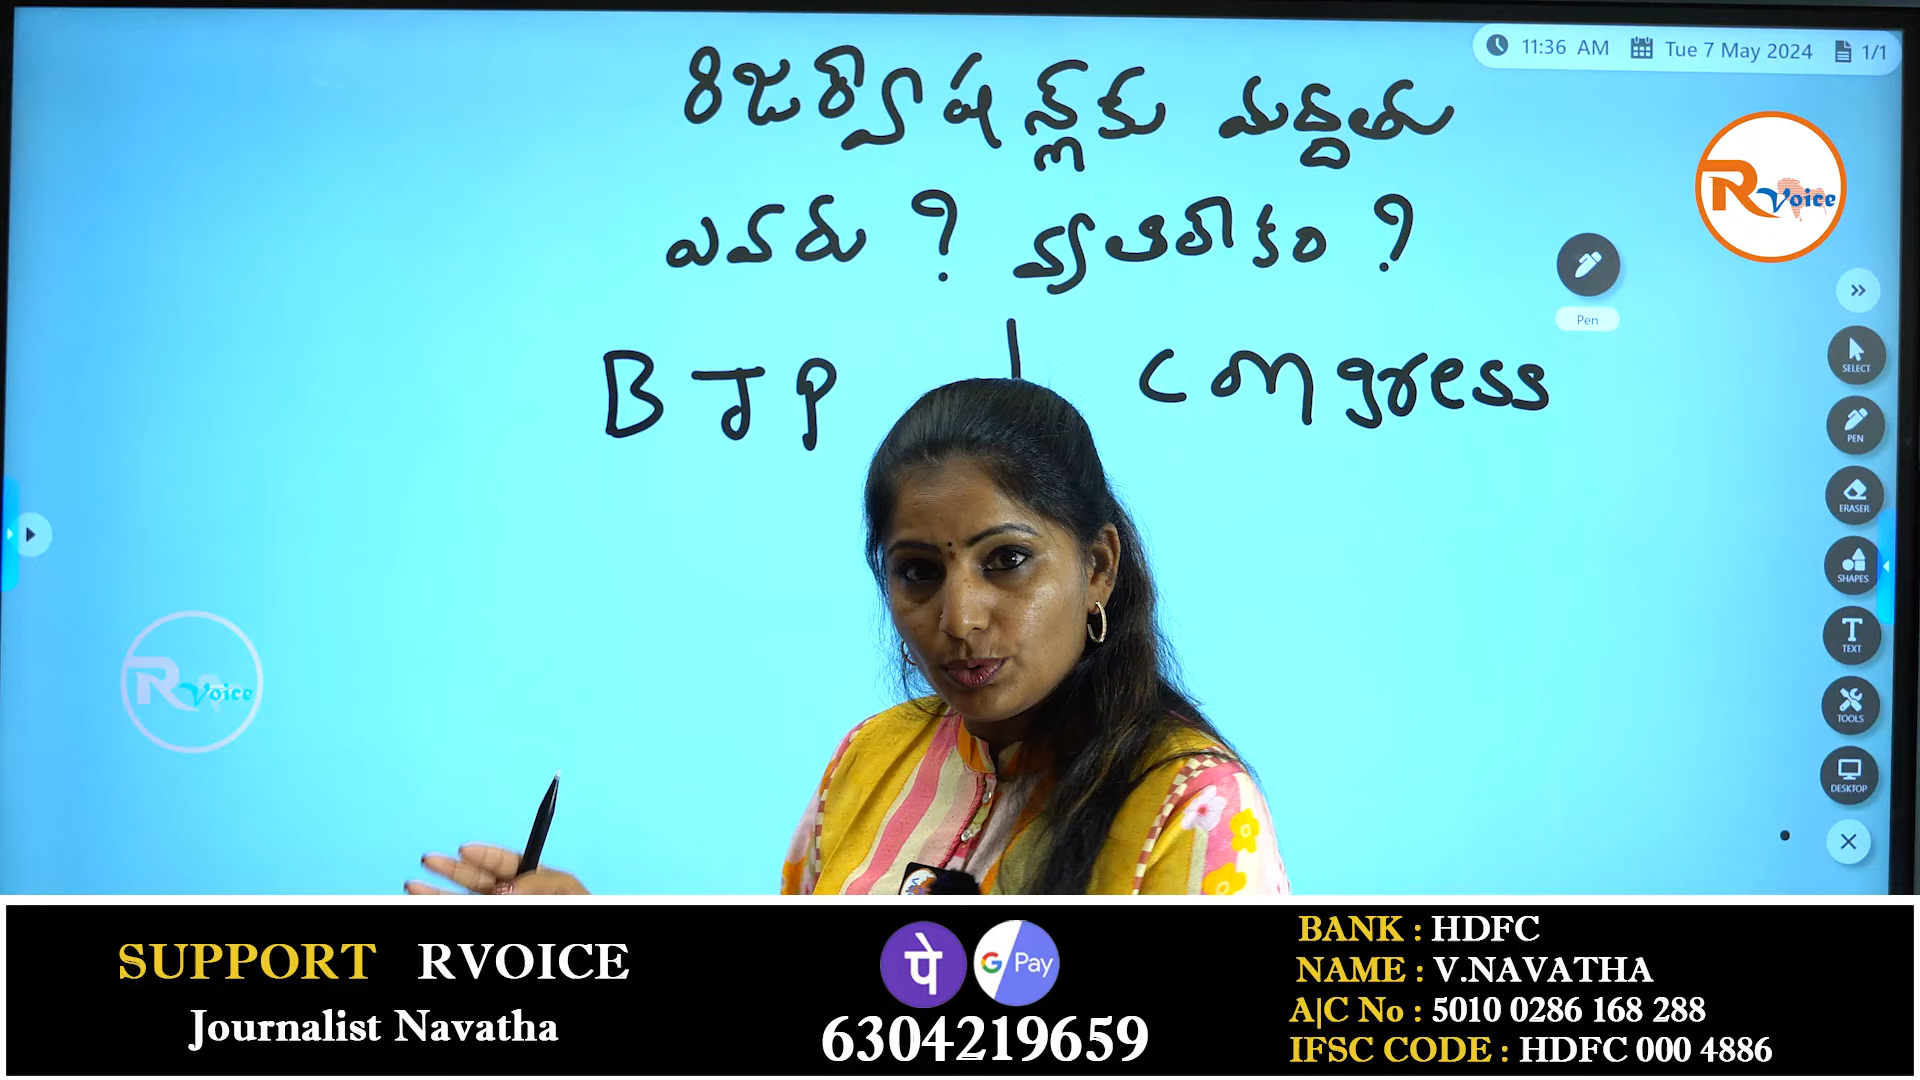 11:36 AM Tue 7 May 2024 1/1
రిజర్వేషన్లకు మద్దతు
R Voice
ఎవరు ? వ్యతిరేకం ?
Pen
BJP | Congress
SELECT
PEN
ERASER
SHAPES
TEXT
R Voice
TOOLS
DESKTOP
SUPPORT RVOICE
Journalist Navatha
पे G Pay
6304219659
BANK : HDFC
NAME : V.NAVATHA
A|C No : 5010 0286 168 288
IFSC CODE : HDFC 000 4886